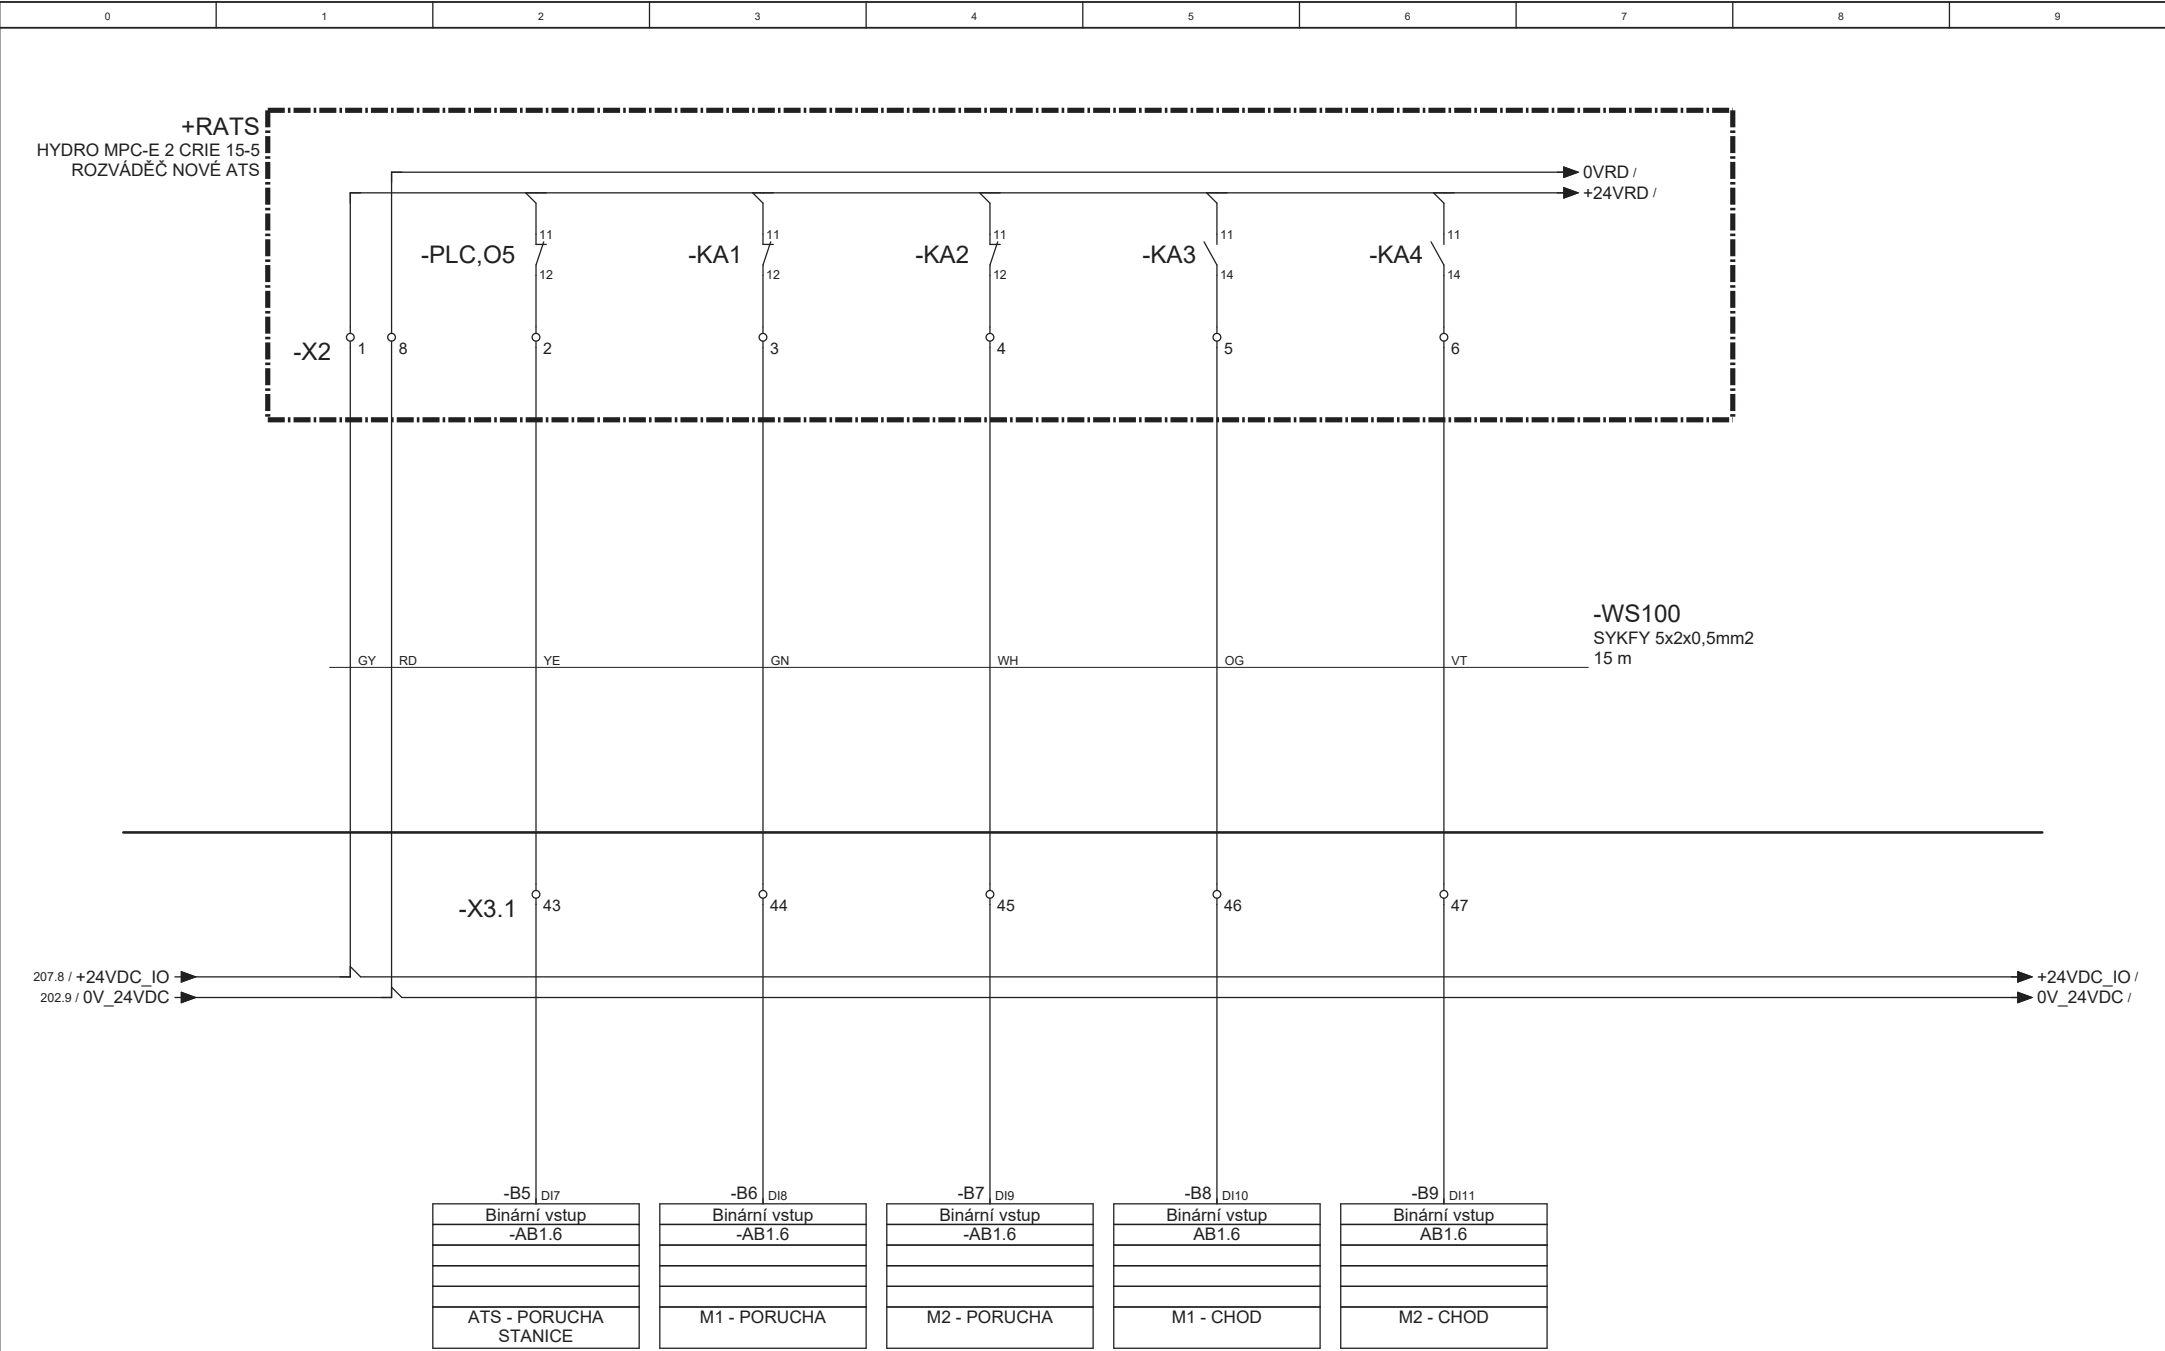 0 1 2 3 4 5 6 7 8 9
+RATS
HYDRO MPC-E 2 CRIE 15-5
ROZVÁDĚČ NOVÉ ATS
0VRD /
+24VRD /
11 11 11 11 11
-PLC,O5 -KA1 -KA2 -KA3 -KA4
12 12 12 14 14
-X2 1 8 2 3 4 5 6
-WS100
SYKFY 5x2x0,5mm2
15 m
GY RD YE GN WH OG VT
-X3.1 43 44 45 46 47
207.8 / +24VDC_IO +24VDC_IO /
202.9 / 0V_24VDC 0V_24VDC /
-B5 DI7 -B6 DI8 -B7 DI9 -B8 DI10 -B9 DI11
Binární vstup Binární vstup Binární vstup Binární vstup Binární vstup
-AB1.6 -AB1.6 -AB1.6 AB1.6 AB1.6
ATS - PORUCHA M1 - PORUCHA M2 - PORUCHA M1 - CHOD M2 - CHOD
STANICE